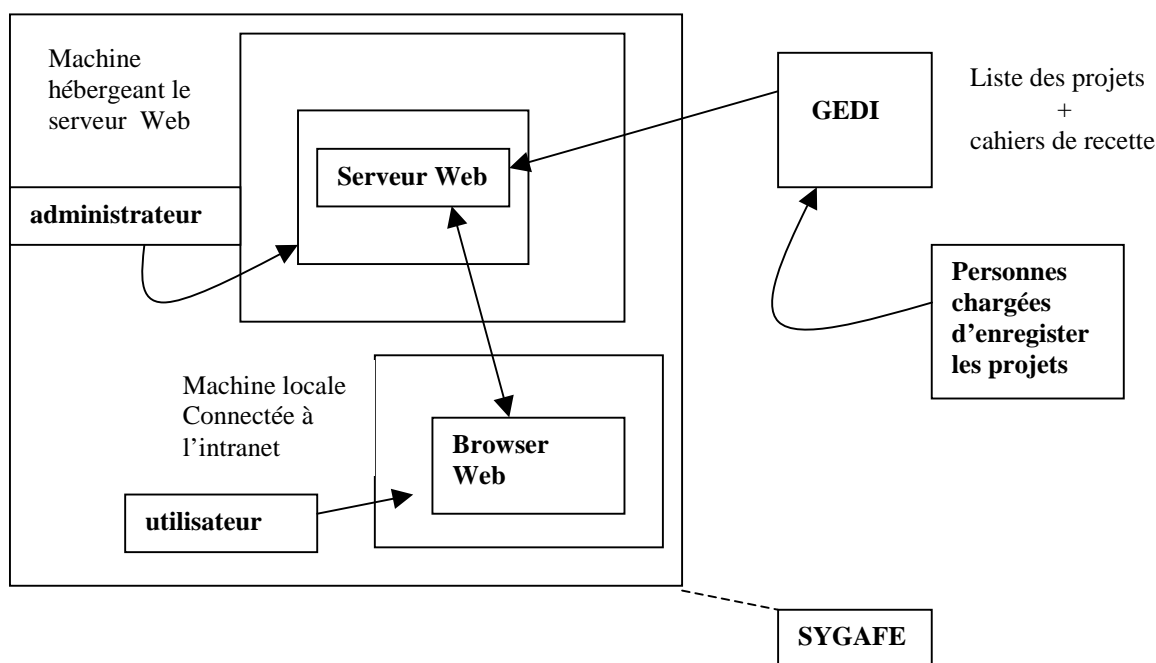 Machine
hébergeant le
serveur Web
Serveur Web
administrateur
GEDI
Liste des projets
+
cahiers de recette
Personnes
chargées
d'enregister
les projets
Machine locale
Connectée à
l'intranet
Browser
Web
utilisateur
SYGAFE